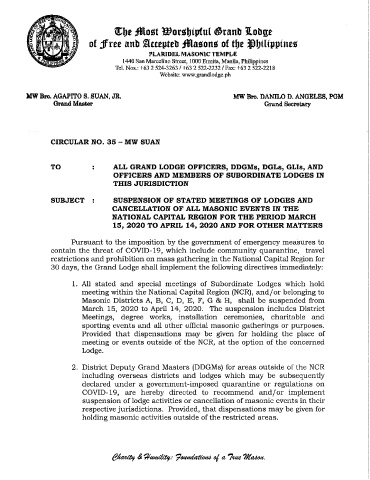 The Most Worshipful Grand Lodge
of Free and Accepted Masons of the Philippines
PLARIDEL MASONIC TEMPLE
1440 San Marcelino Street, 1000 Ermita, Manila, Philippines
Tel. Nos.: +63 2 524-3263 / +63 2 522-2232 / Fax: +63 2 522-2218
Website: www.grandlodge.ph
MW Bro. AGAPITO S. SUAN, JR.
Grand Master
MW Bro. DANILO D. ANGELES, PGM
Grand Secretary
CIRCULAR NO. 35 – MW SUAN
TO : ALL GRAND LODGE OFFICERS, DDGMs, DGLs, GLIs, AND
OFFICERS AND MEMBERS OF SUBORDINATE LODGES IN
THIS JURISDICTION
SUBJECT : SUSPENSION OF STATED MEETINGS OF LODGES AND
CANCELLATION OF ALL MASONIC EVENTS IN THE
NATIONAL CAPITAL REGION FOR THE PERIOD MARCH
15, 2020 TO APRIL 14, 2020 AND FOR OTHER MATTERS
Pursuant to the imposition by the government of emergency measures to
contain the threat of COVID-19, which include community quarantine, travel
restrictions and prohibition on mass gathering in the National Capital Region for
30 days, the Grand Lodge shall implement the following directives immediately:
1. All stated and special meetings of Subordinate Lodges which hold
meeting within the National Capital Region (NCR), and/or belonging to
Masonic Districts A, B, C, D, E, F, G & H, shall be suspended from
March 15, 2020 to April 14, 2020. The suspension includes District
Meetings, degree works, installation ceremonies, charitable and
sporting events and all other official masonic gatherings or purposes.
Provided that dispensations may be given for holding the place of
meeting or events outside of the NCR, at the option of the concerned
Lodge.
2. District Deputy Grand Masters (DDGMs) for areas outside of the NCR
including overseas districts and lodges which may be subsequently
declared under a government-imposed quarantine or regulations on
COVID-19, are hereby directed to recommend and/or implement
suspension of lodge activities or cancellation of masonic events in their
respective jurisdictions. Provided, that dispensations may be given for
holding masonic activities outside of the restricted areas.
Charity & Humility: Foundations of a True Mason.